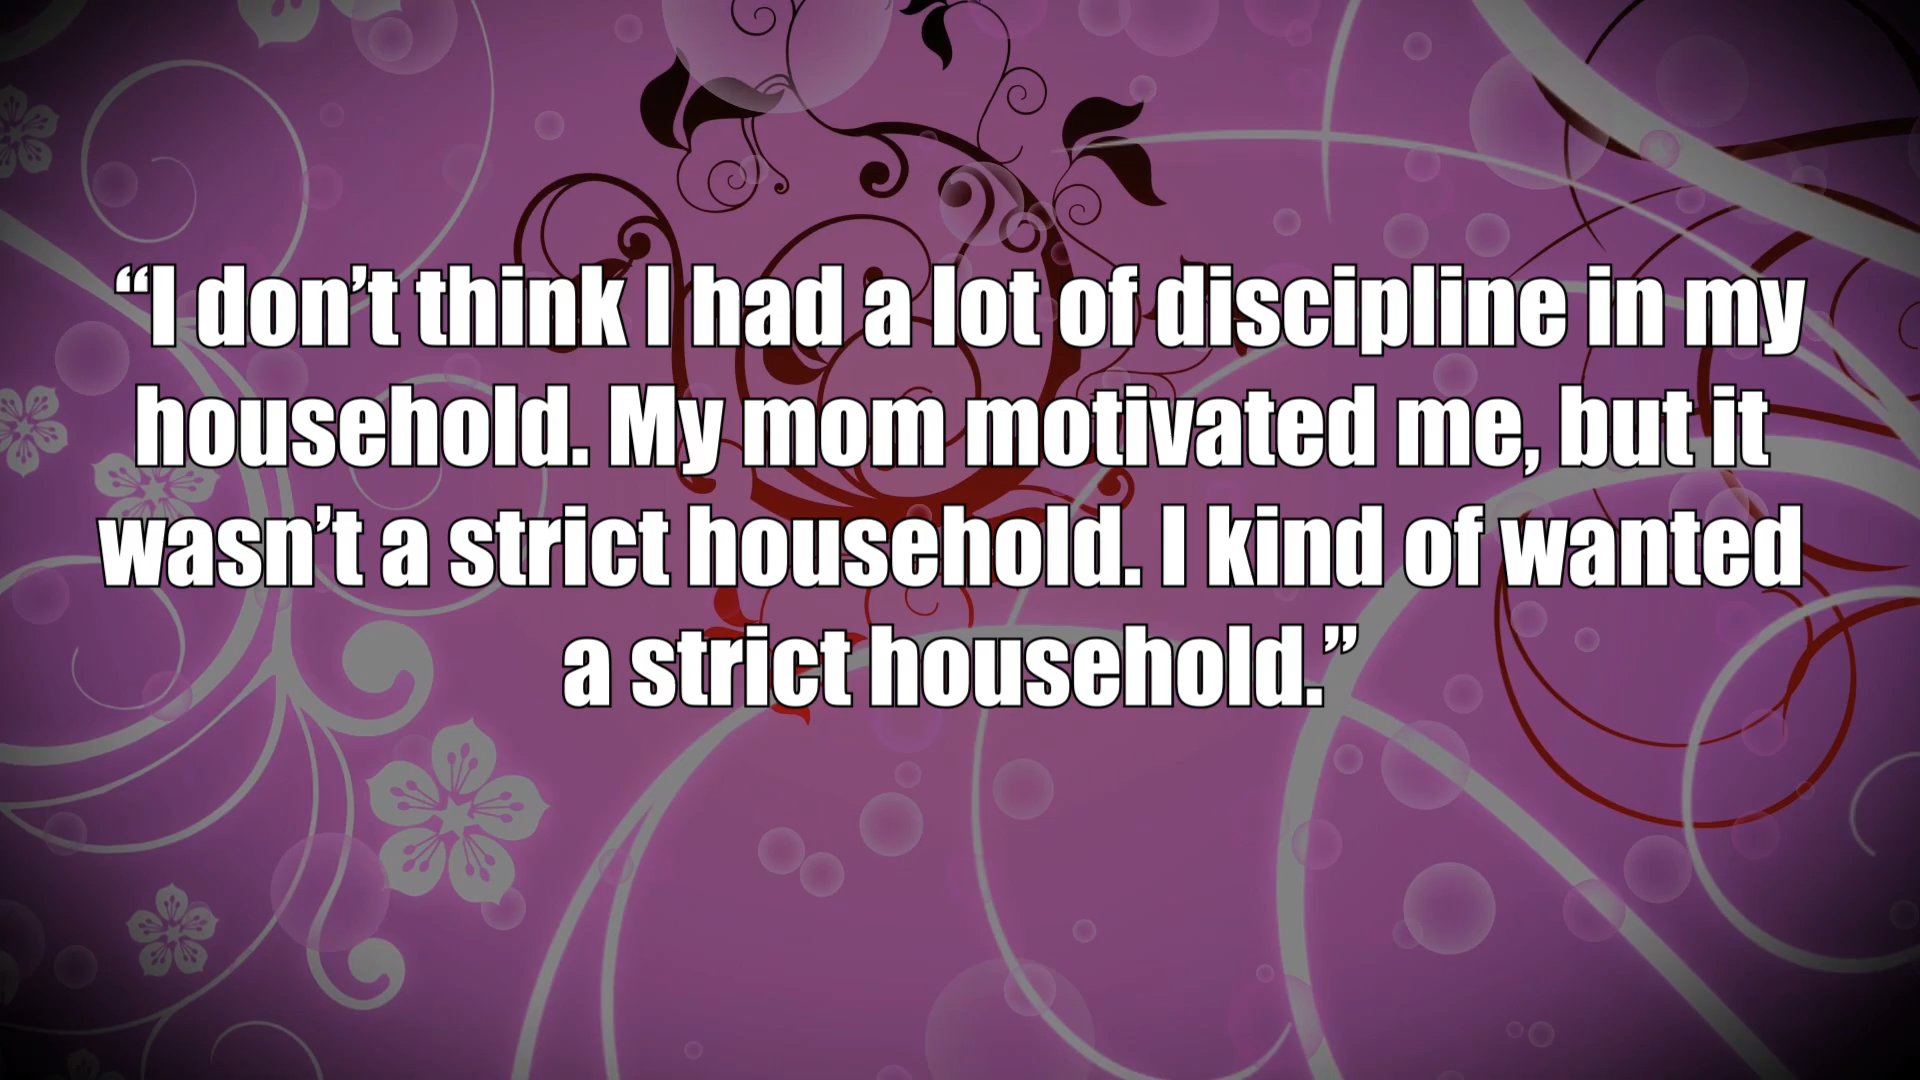 “I don’t think I had a lot of discipline in my
household. My mom motivated me, but it
wasn’t a strict household. I kind of wanted
a strict household.”